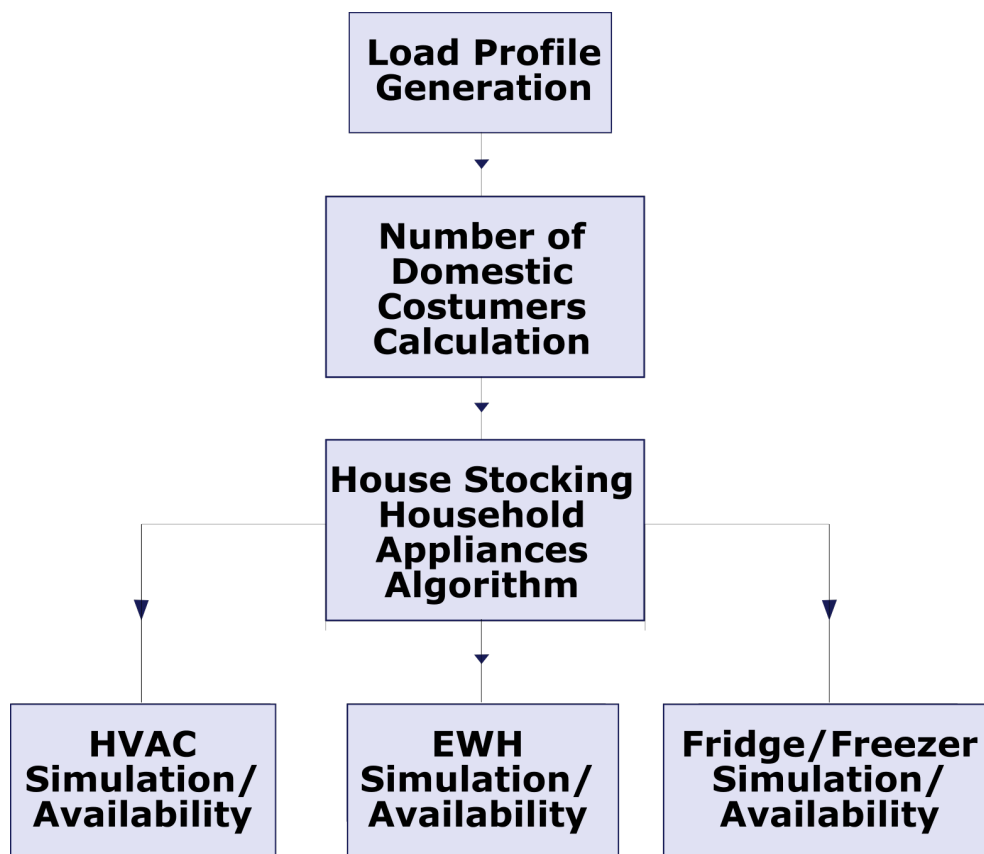 Load Profile
Generation
Number of
Domestic
Costumers
Calculation
House Stocking
Household
Appliances
Algorithm
HVAC
Simulation/
Availability
EWH
Simulation/
Availability
Fridge/Freezer
Simulation/
Availability